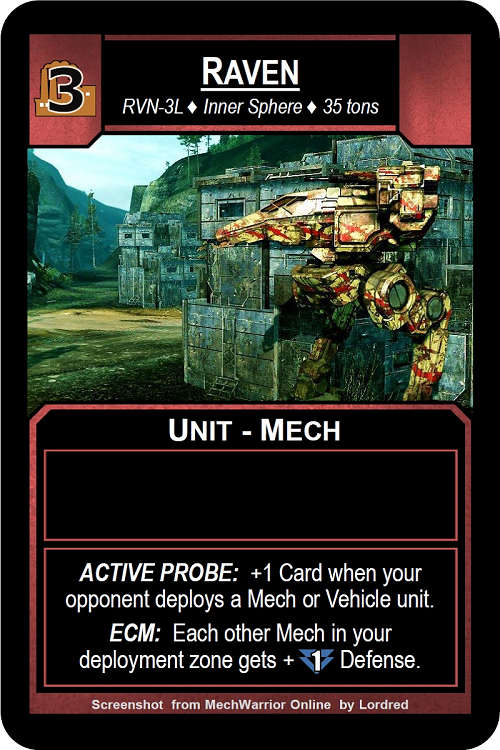 3
RAVEN
RVN-3L ♦ Inner Sphere ♦ 35 tons
UNIT - MECH
ACTIVE PROBE: +1 Card when your
opponent deploys a Mech or Vehicle unit.
ECM: Each other Mech in your
deployment zone gets + 1 Defense.
Screenshot from MechWarrior Online by Lordred